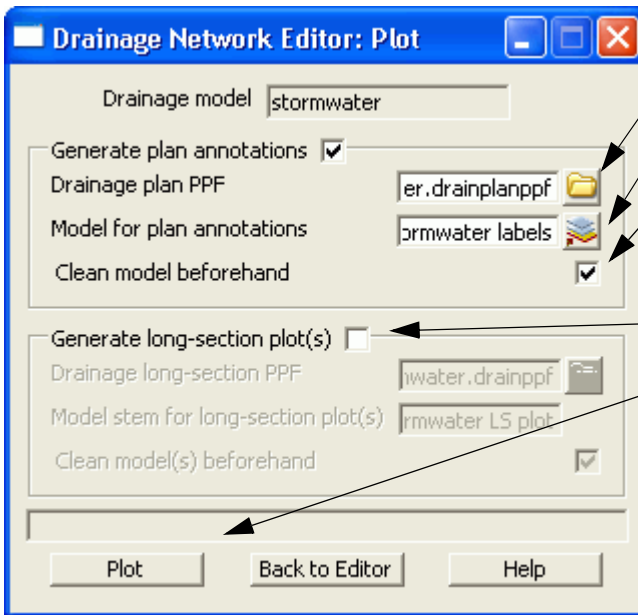 Drainage Network Editor: Plot
Drainage model stormwater
Generate plan annotations
Drainage plan PPF er.drainplanppf
Model for plan annotations ormwater labels
Clean model beforehand
Generate long-section plot(s)
Drainage long-section PPF nwater.drainppf
Model stem for long-section plot(s) rmwater LS plot
Clean model(s) beforehand
Plot Back to Editor Help